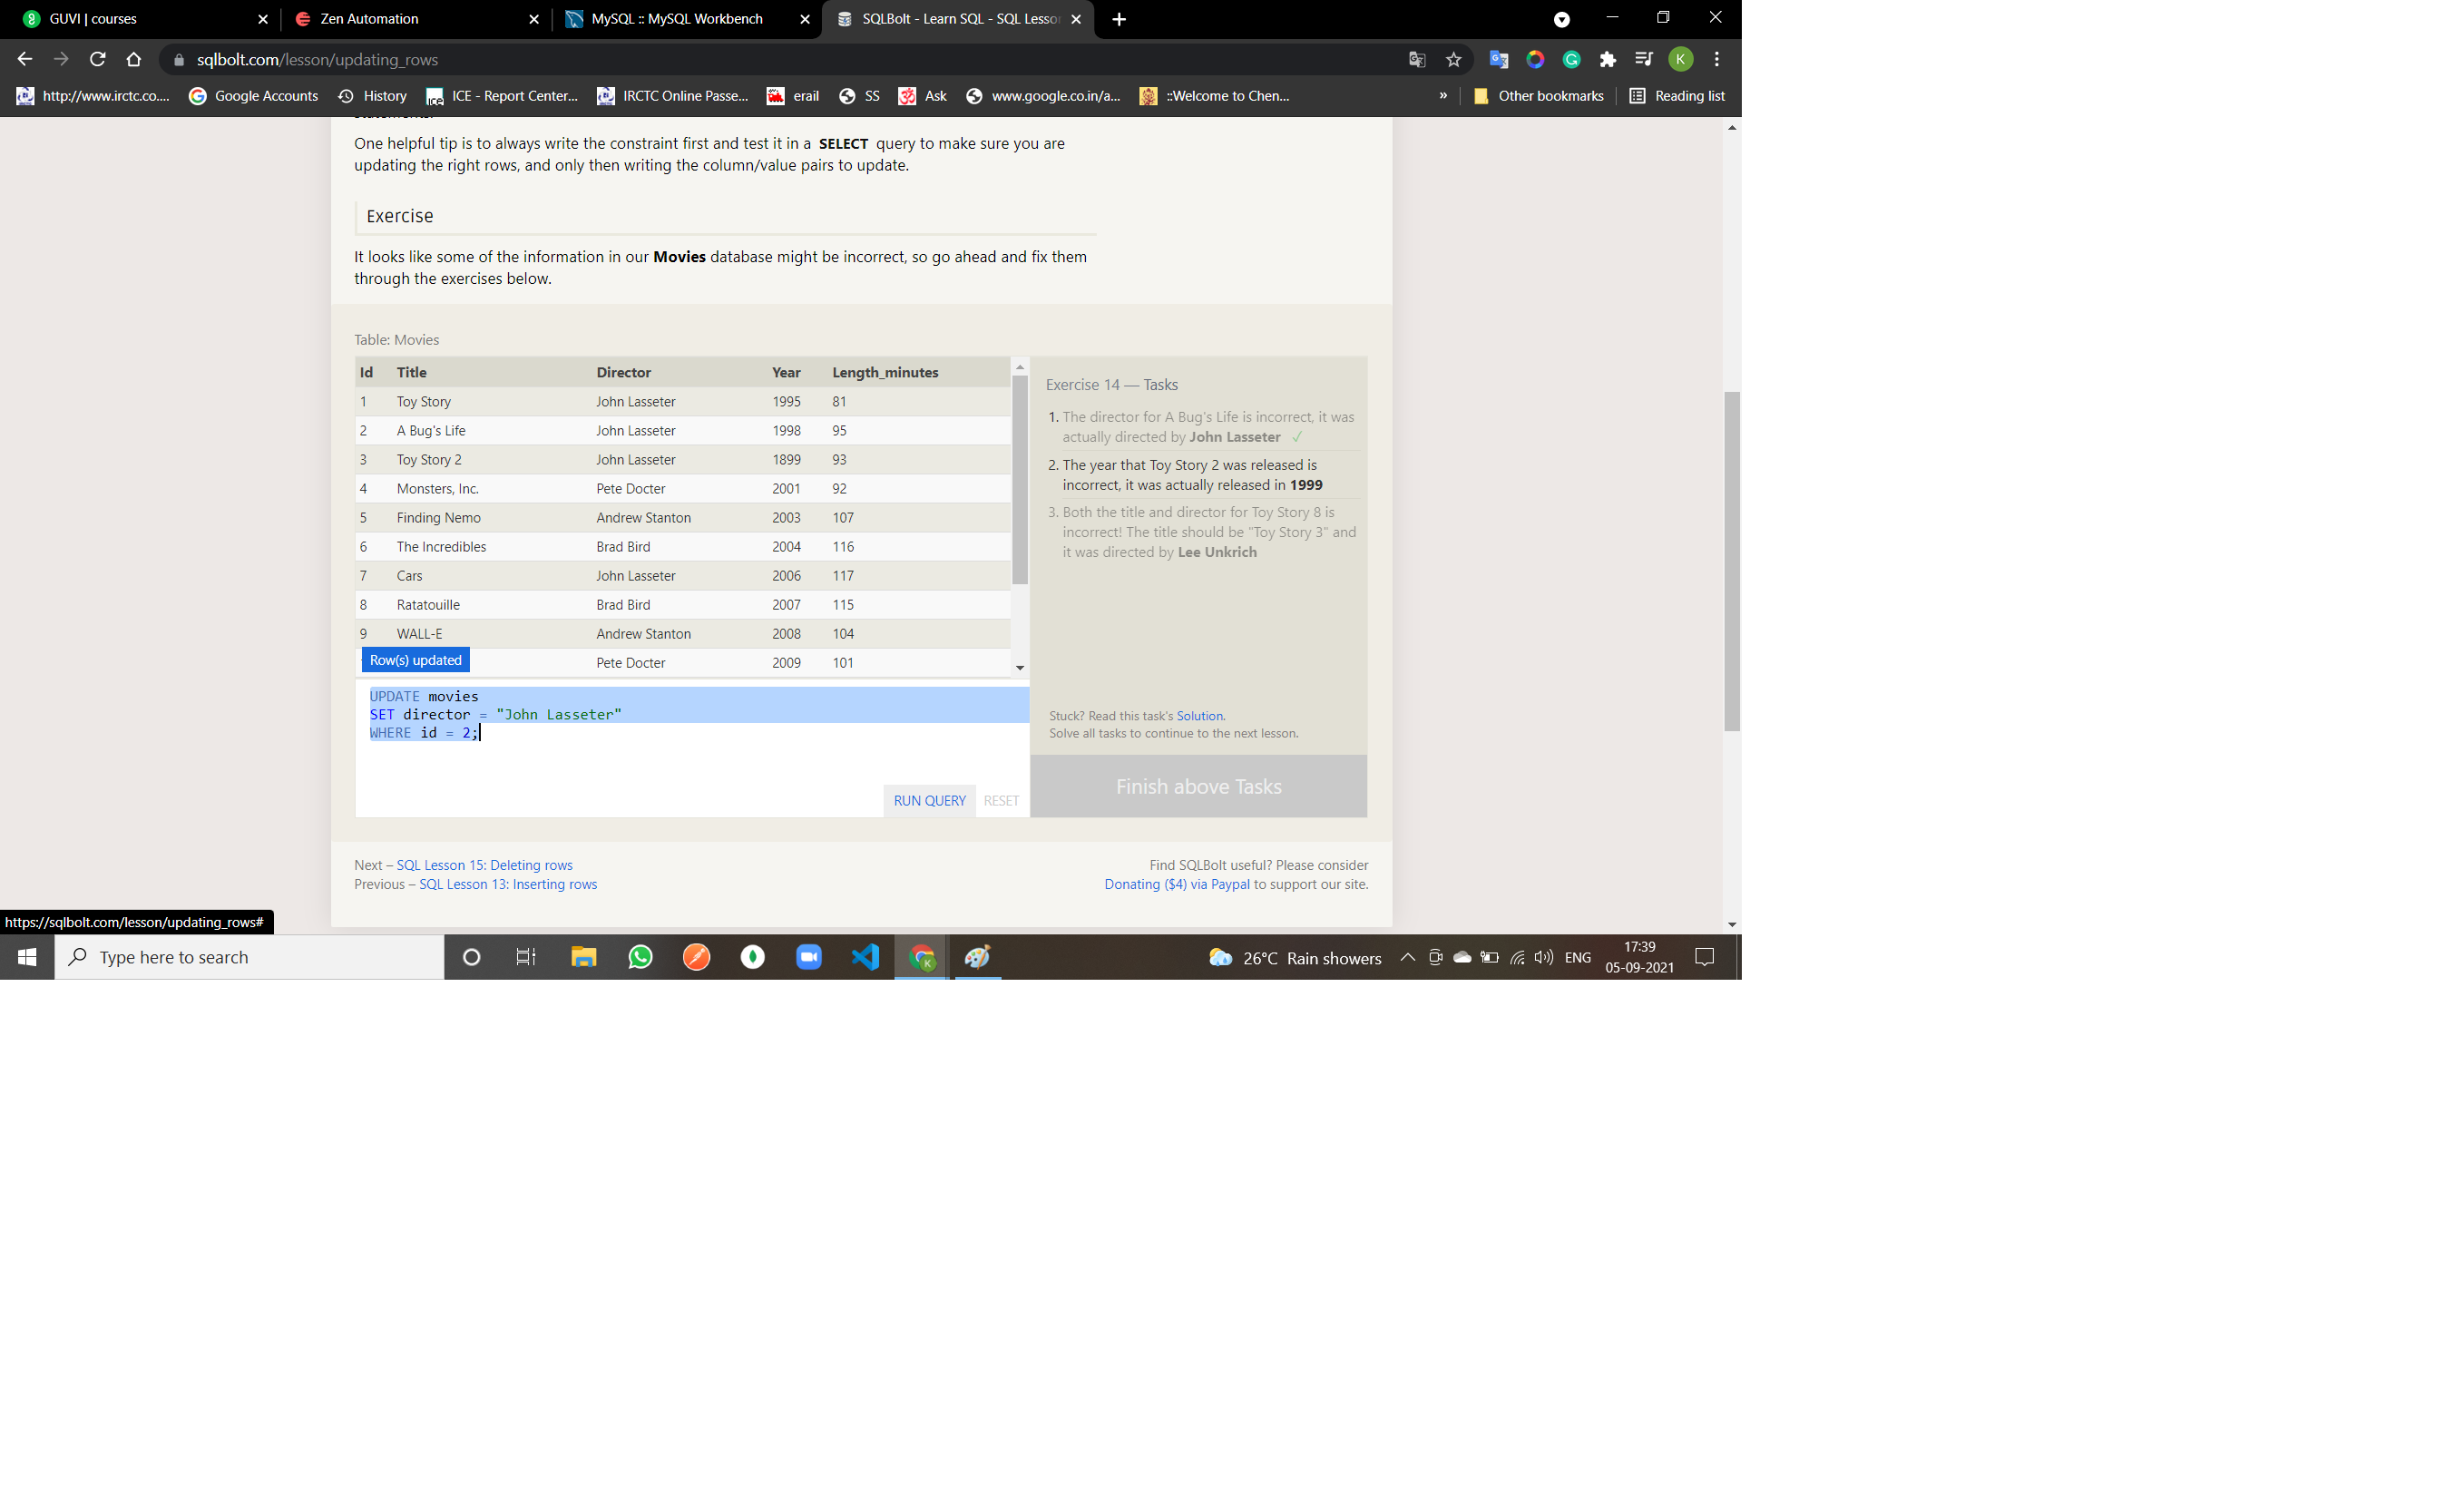 GUVI | courses
Zen Automation
MySQL :: MySQL Workbench
SQLBolt - Learn SQL - SQL Lesso
sqlbolt.com/lesson/updating_rows
K
http://www.irctc.co....
Google Accounts
History
ICE - Report Center...
IRCTC Online Passe...
erail
SS
Ask
www.google.co.in/a...
::Welcome to Chen...
»
Other bookmarks
Reading list
One helpful tip is to always write the constraint first and test it in a SELECT query to make sure you are
updating the right rows, and only then writing the column/value pairs to update.
Exercise
It looks like some of the information in our Movies database might be incorrect, so go ahead and fix them
through the exercises below.
Table: Movies
Id Title Director Year Length_minutes
1 Toy Story John Lasseter 1995 81
2 A Bug's Life John Lasseter 1998 95
3 Toy Story 2 John Lasseter 1899 93
4 Monsters, Inc. Pete Docter 2001 92
5 Finding Nemo Andrew Stanton 2003 107
6 The Incredibles Brad Bird 2004 116
7 Cars John Lasseter 2006 117
8 Ratatouille Brad Bird 2007 115
9 WALL-E Andrew Stanton 2008 104
Pete Docter 2009 101
Row(s) updated
UPDATE movies
SET director = "John Lasseter"
WHERE id = 2;
RUN QUERY RESET
Exercise 14 — Tasks
1. The director for A Bug's Life is incorrect, it was
actually directed by John Lasseter ✓
2. The year that Toy Story 2 was released is
incorrect, it was actually released in 1999
3. Both the title and director for Toy Story 8 is
incorrect! The title should be "Toy Story 3" and
it was directed by Lee Unkrich
Stuck? Read this task's Solution.
Solve all tasks to continue to the next lesson.
Finish above Tasks
Next – SQL Lesson 15: Deleting rows
Previous – SQL Lesson 13: Inserting rows
Find SQLBolt useful? Please consider
Donating ($4) via Paypal to support our site.
https://sqlbolt.com/lesson/updating_rows#
Type here to search
26°C Rain showers
ENG
17:39
05-09-2021